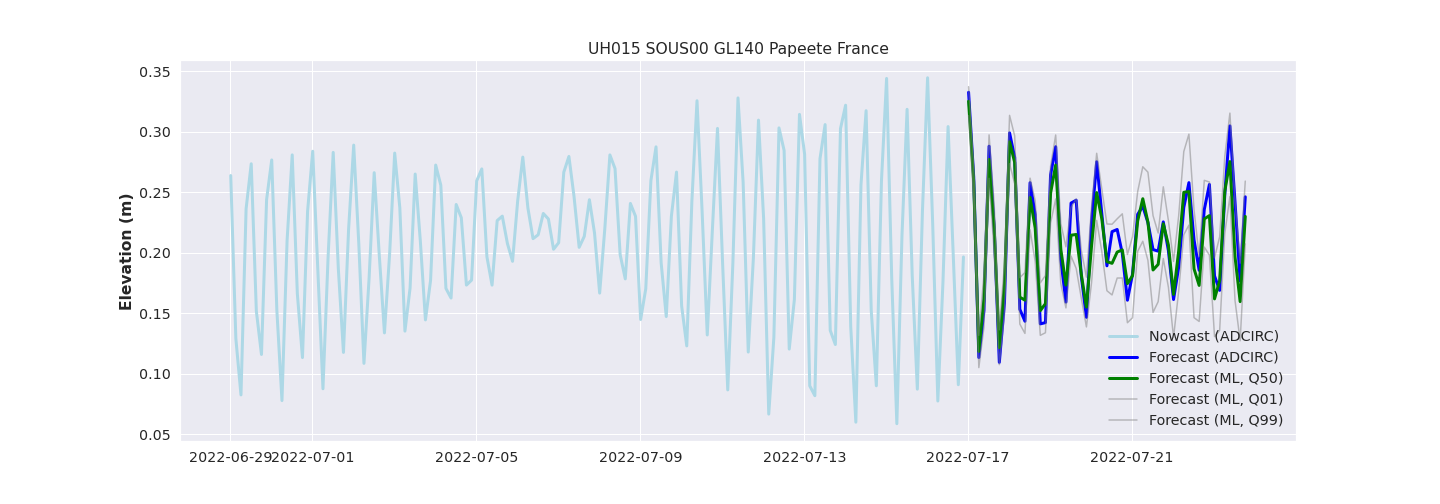 UH015 SOUS00 GL140 Papeete France
Elevation (m)
0.35
0.30
0.25
0.20
0.15
0.10
0.05
Nowcast (ADCIRC)
Forecast (ADCIRC)
Forecast (ML, Q50)
Forecast (ML, Q01)
Forecast (ML, Q99)
2022-06-29 2022-07-01 2022-07-05 2022-07-09 2022-07-13 2022-07-17 2022-07-21